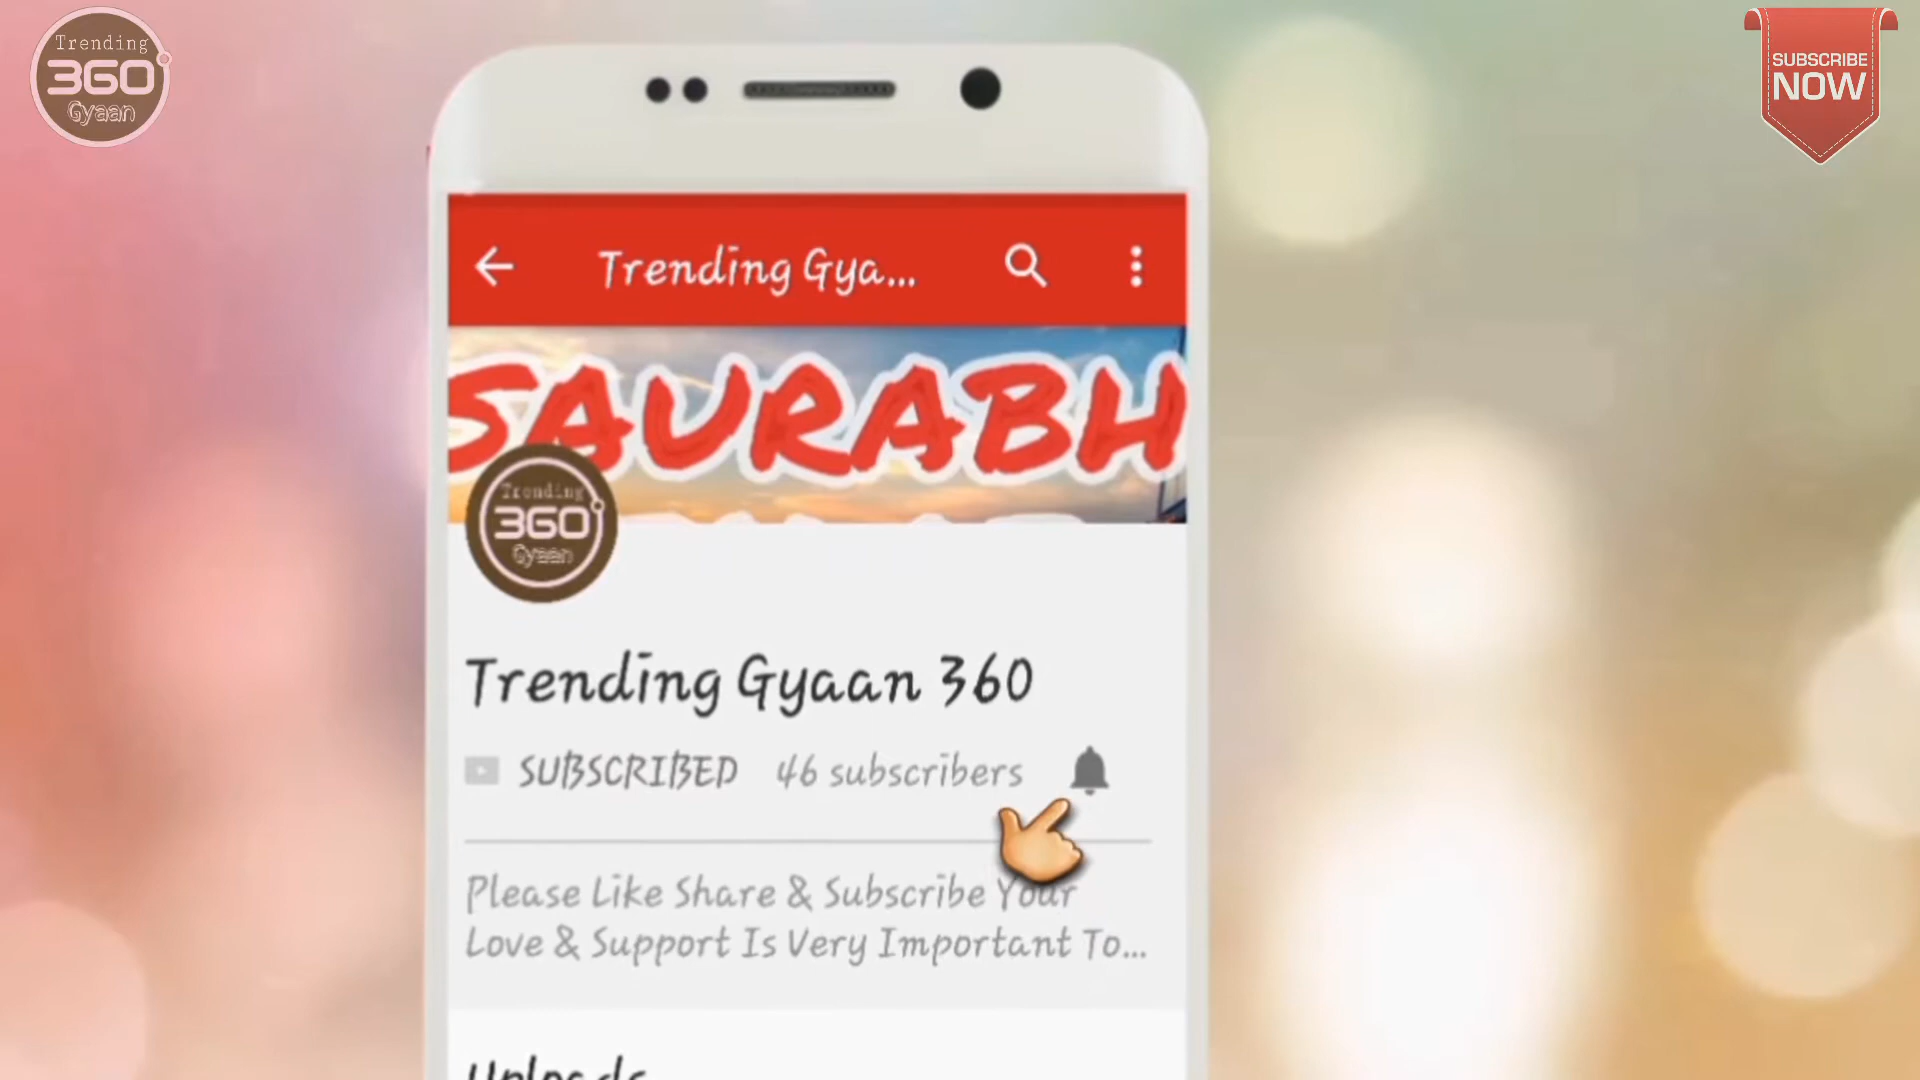 Trending
360
Gyaan
SUBSCRIBE
NOW
Trending Gya...
SAURABH
Trending
360
Gyaan
Trending Gyaan 360
SUBSCRIBED 46 subscribers
Please Like Share & Subscribe Your
Love & Support Is Very Important To...
Uploads